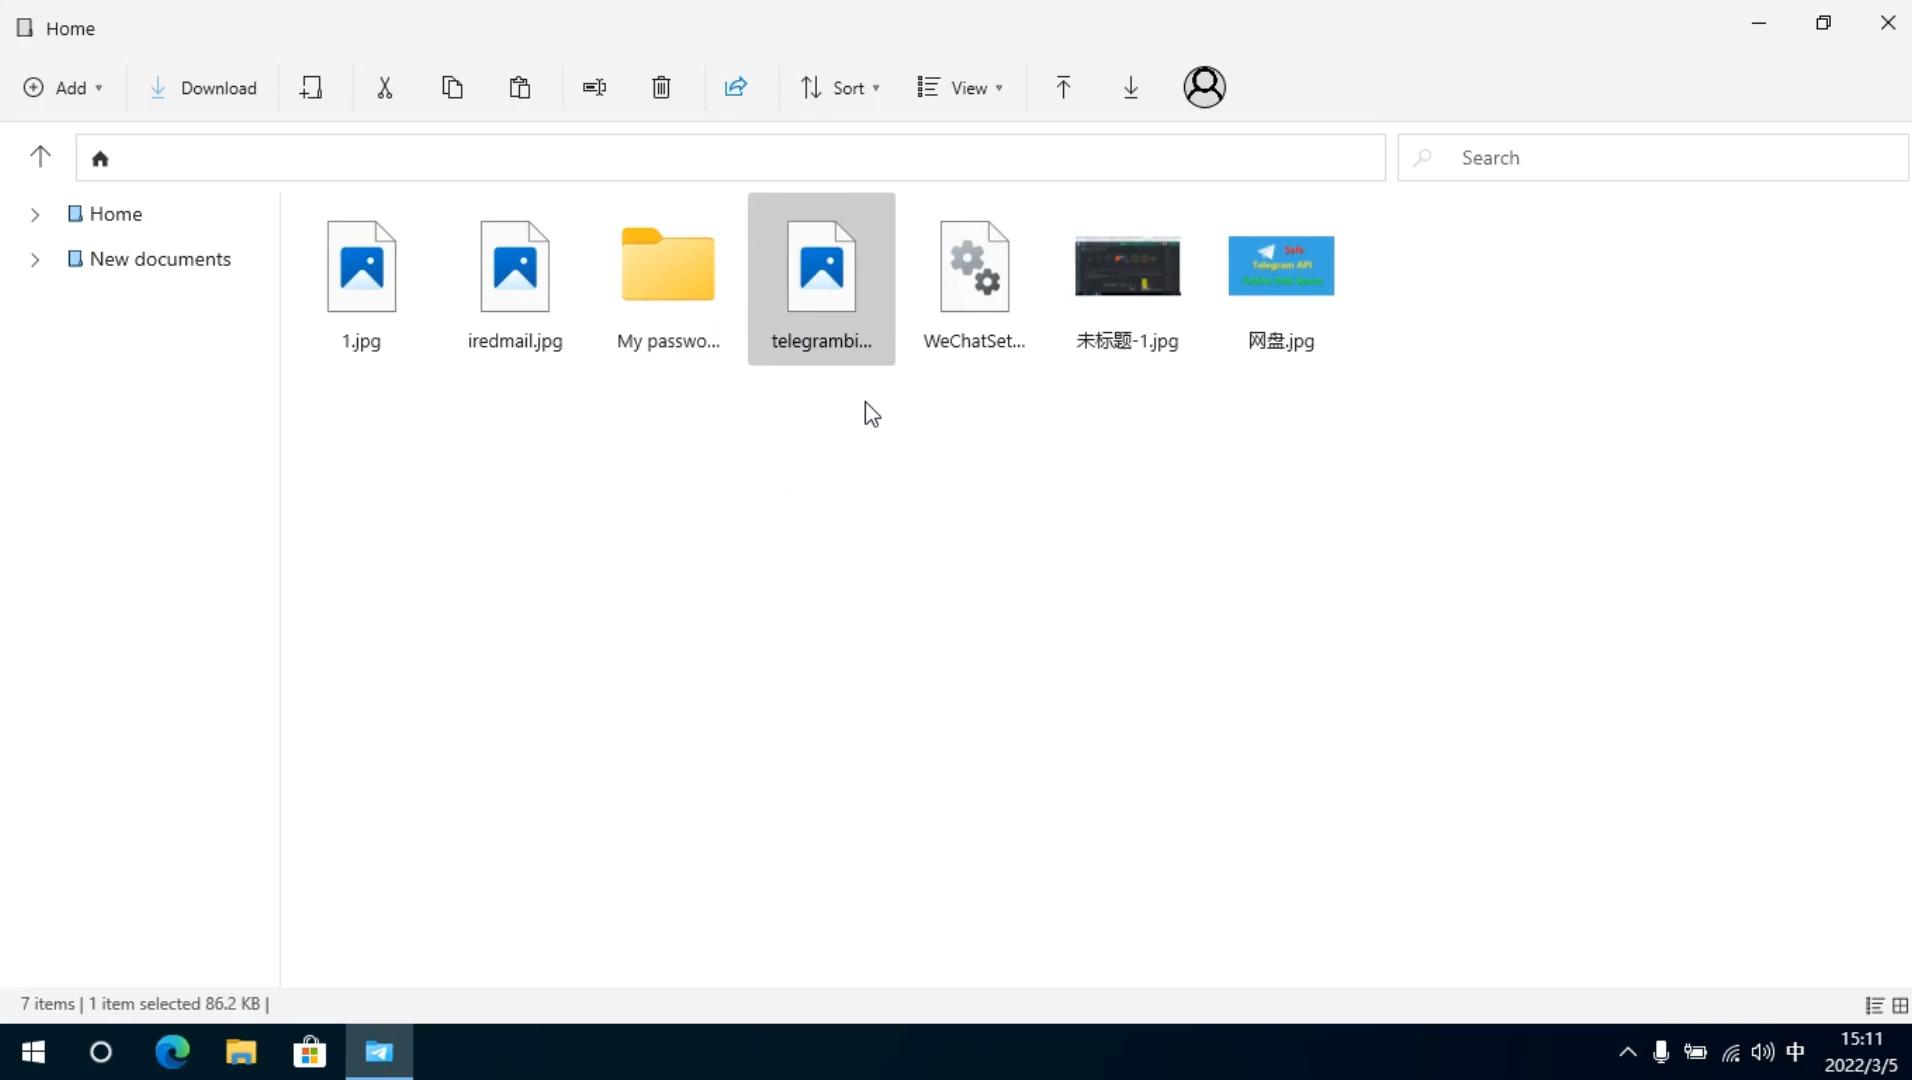 Home
Add
Download
Sort
View
Search
Home
New documents
1.jpg
iredmail.jpg
My passwo...
telegrambi...
WeChatSet...
未标题-1.jpg
Safe
Telegram API
网盘.jpg
7 items | 1 item selected 86.2 KB |
中
15:11
2022/3/5